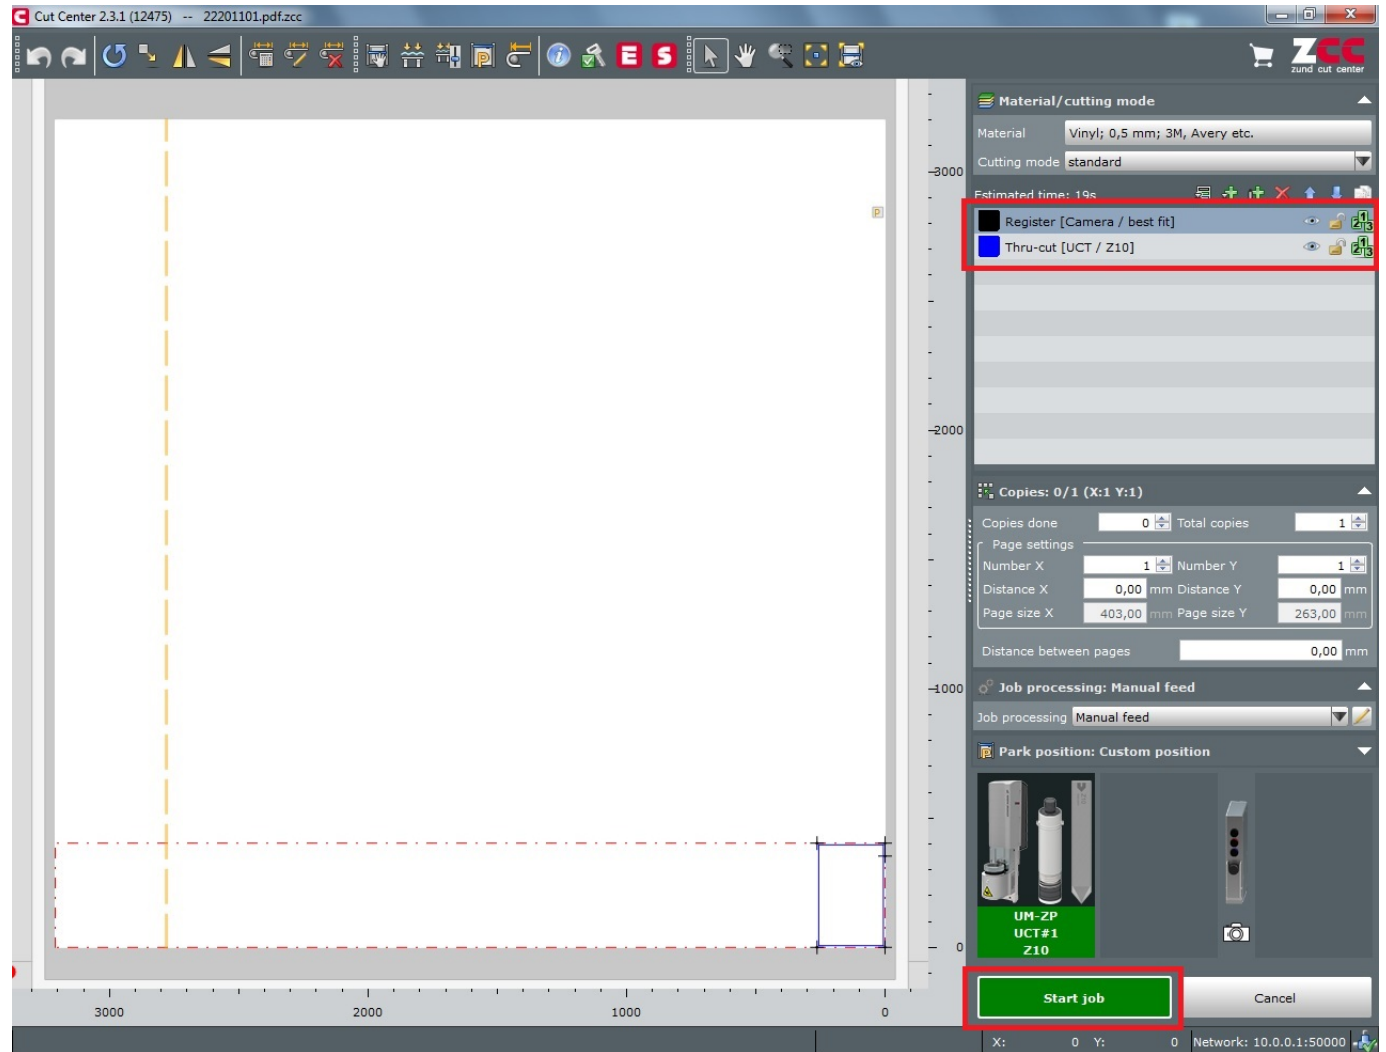 Cut Center 2.3.1 (12475)  --  22201101.pdf.zcc
E S
ZCC
zund cut center
Material/cutting mode
Material Vinyl; 0,5 mm; 3M, Avery etc.
Cutting mode standard
Estimated time: 19s
Register [Camera / best fit]
Thru-cut [UCT / Z10]
Copies: 0/1 (X:1 Y:1)
Copies done 0 Total copies 1
Page settings
Number X 1 Number Y 1
Distance X 0,00 mm Distance Y 0,00 mm
Page size X 403,00 mm Page size Y 263,00 mm
Distance between pages 0,00 mm
Job processing: Manual feed
Job processing Manual feed
Park position: Custom position
UM-ZP
UCT#1
Z10
Start job Cancel
P
3000
2000
1000
0
3000 2000 1000 0
X: 0 Y: 0 Network: 10.0.0.1:50000